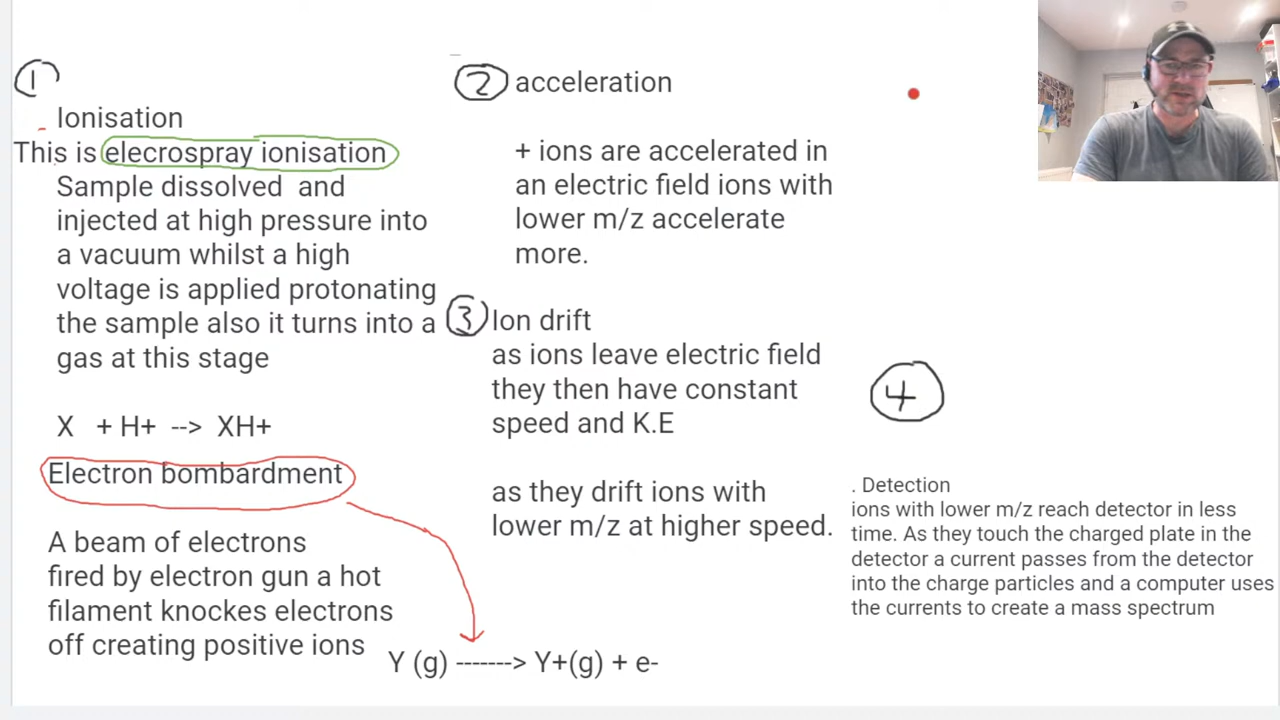 1
Ionisation
This is elecrospray ionisation
Sample dissolved and
injected at high pressure into
a vacuum whilst a high
voltage is applied protonating
the sample also it turns into a
gas at this stage
X + H+ --> XH+
Electron bombardment
A beam of electrons
fired by electron gun a hot
filament knockes electrons
off creating positive ions
Y (g) -------> Y+(g) + e-
2 acceleration
+ ions are accelerated in
an electric field ions with
lower m/z accelerate
more.
3 Ion drift
as ions leave electric field
they then have constant
speed and K.E
as they drift ions with
lower m/z at higher speed.
4
. Detection
ions with lower m/z reach detector in less
time. As they touch the charged plate in the
detector a current passes from the detector
into the charge particles and a computer uses
the currents to create a mass spectrum